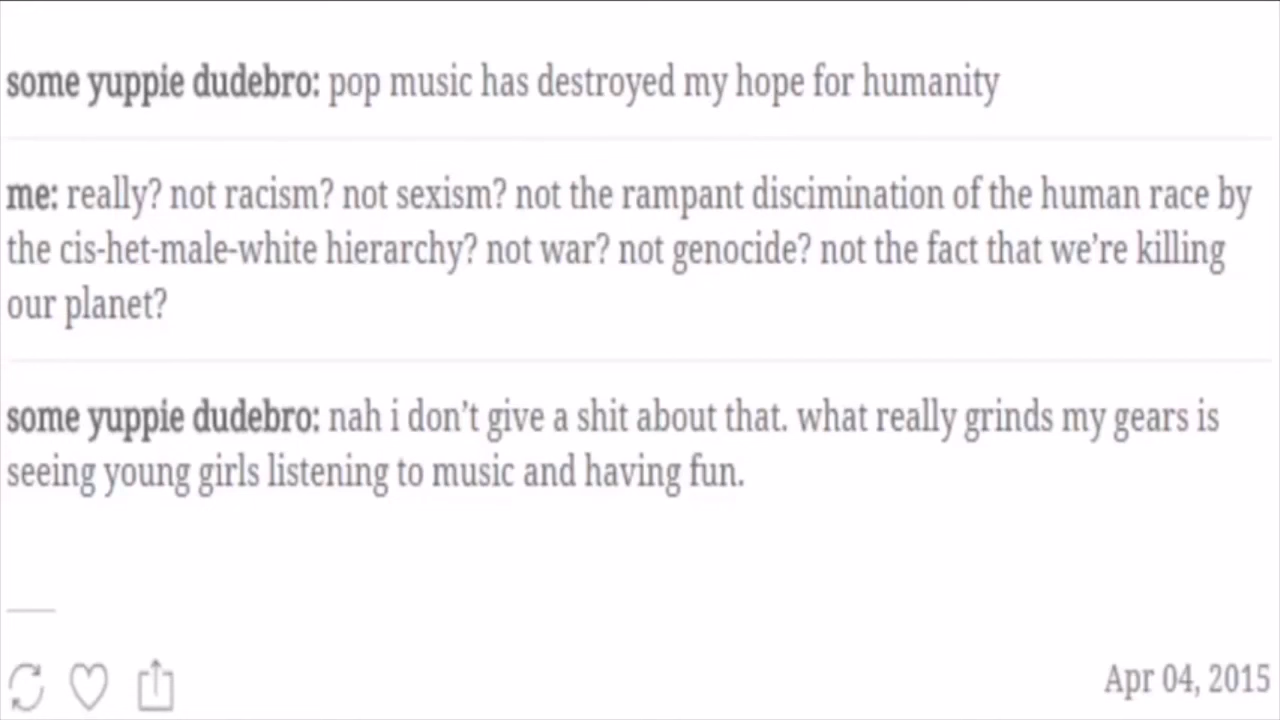 some yuppie dudebro: pop music has destroyed my hope for humanity
me: really? not racism? not sexism? not the rampant discimination of the human race by
the cis-het-male-white hierarchy? not war? not genocide? not the fact that we’re killing
our planet?
some yuppie dudebro: nah i don’t give a shit about that. what really grinds my gears is
seeing young girls listening to music and having fun.
Apr 04, 2015